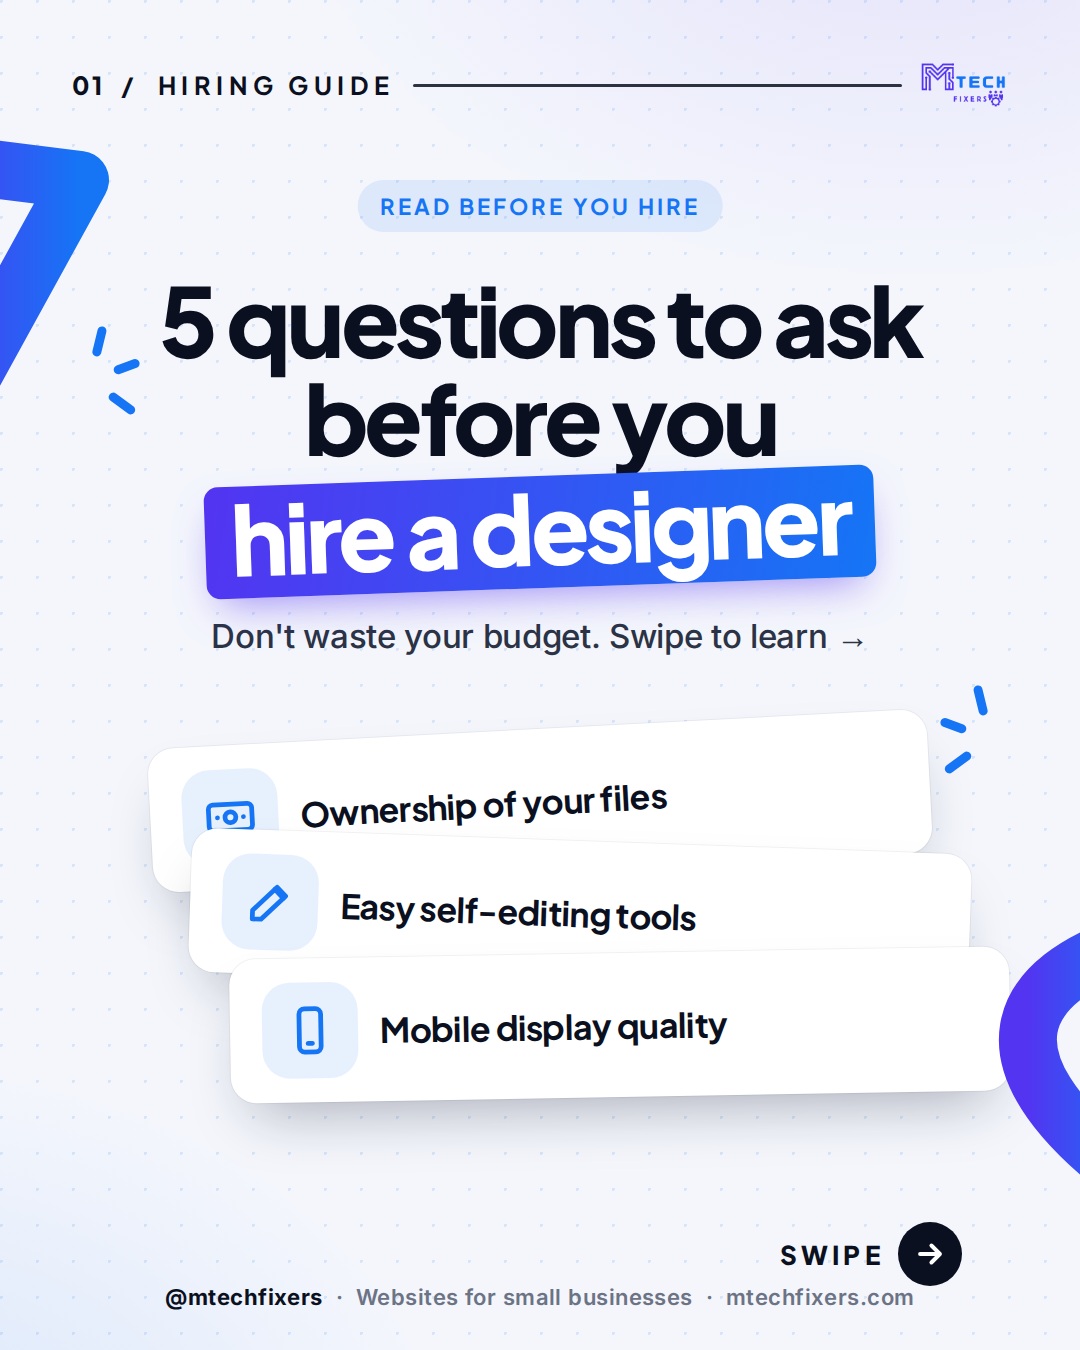 01 / HIRING GUIDE
MTECH
FIXERS
READ BEFORE YOU HIRE
5 questions to ask
before you
hire a designer
Don't waste your budget. Swipe to learn →
Ownership of your files
Easy self-editing tools
Mobile display quality
SWIPE
@mtechfixers · Websites for small businesses · mtechfixers.com